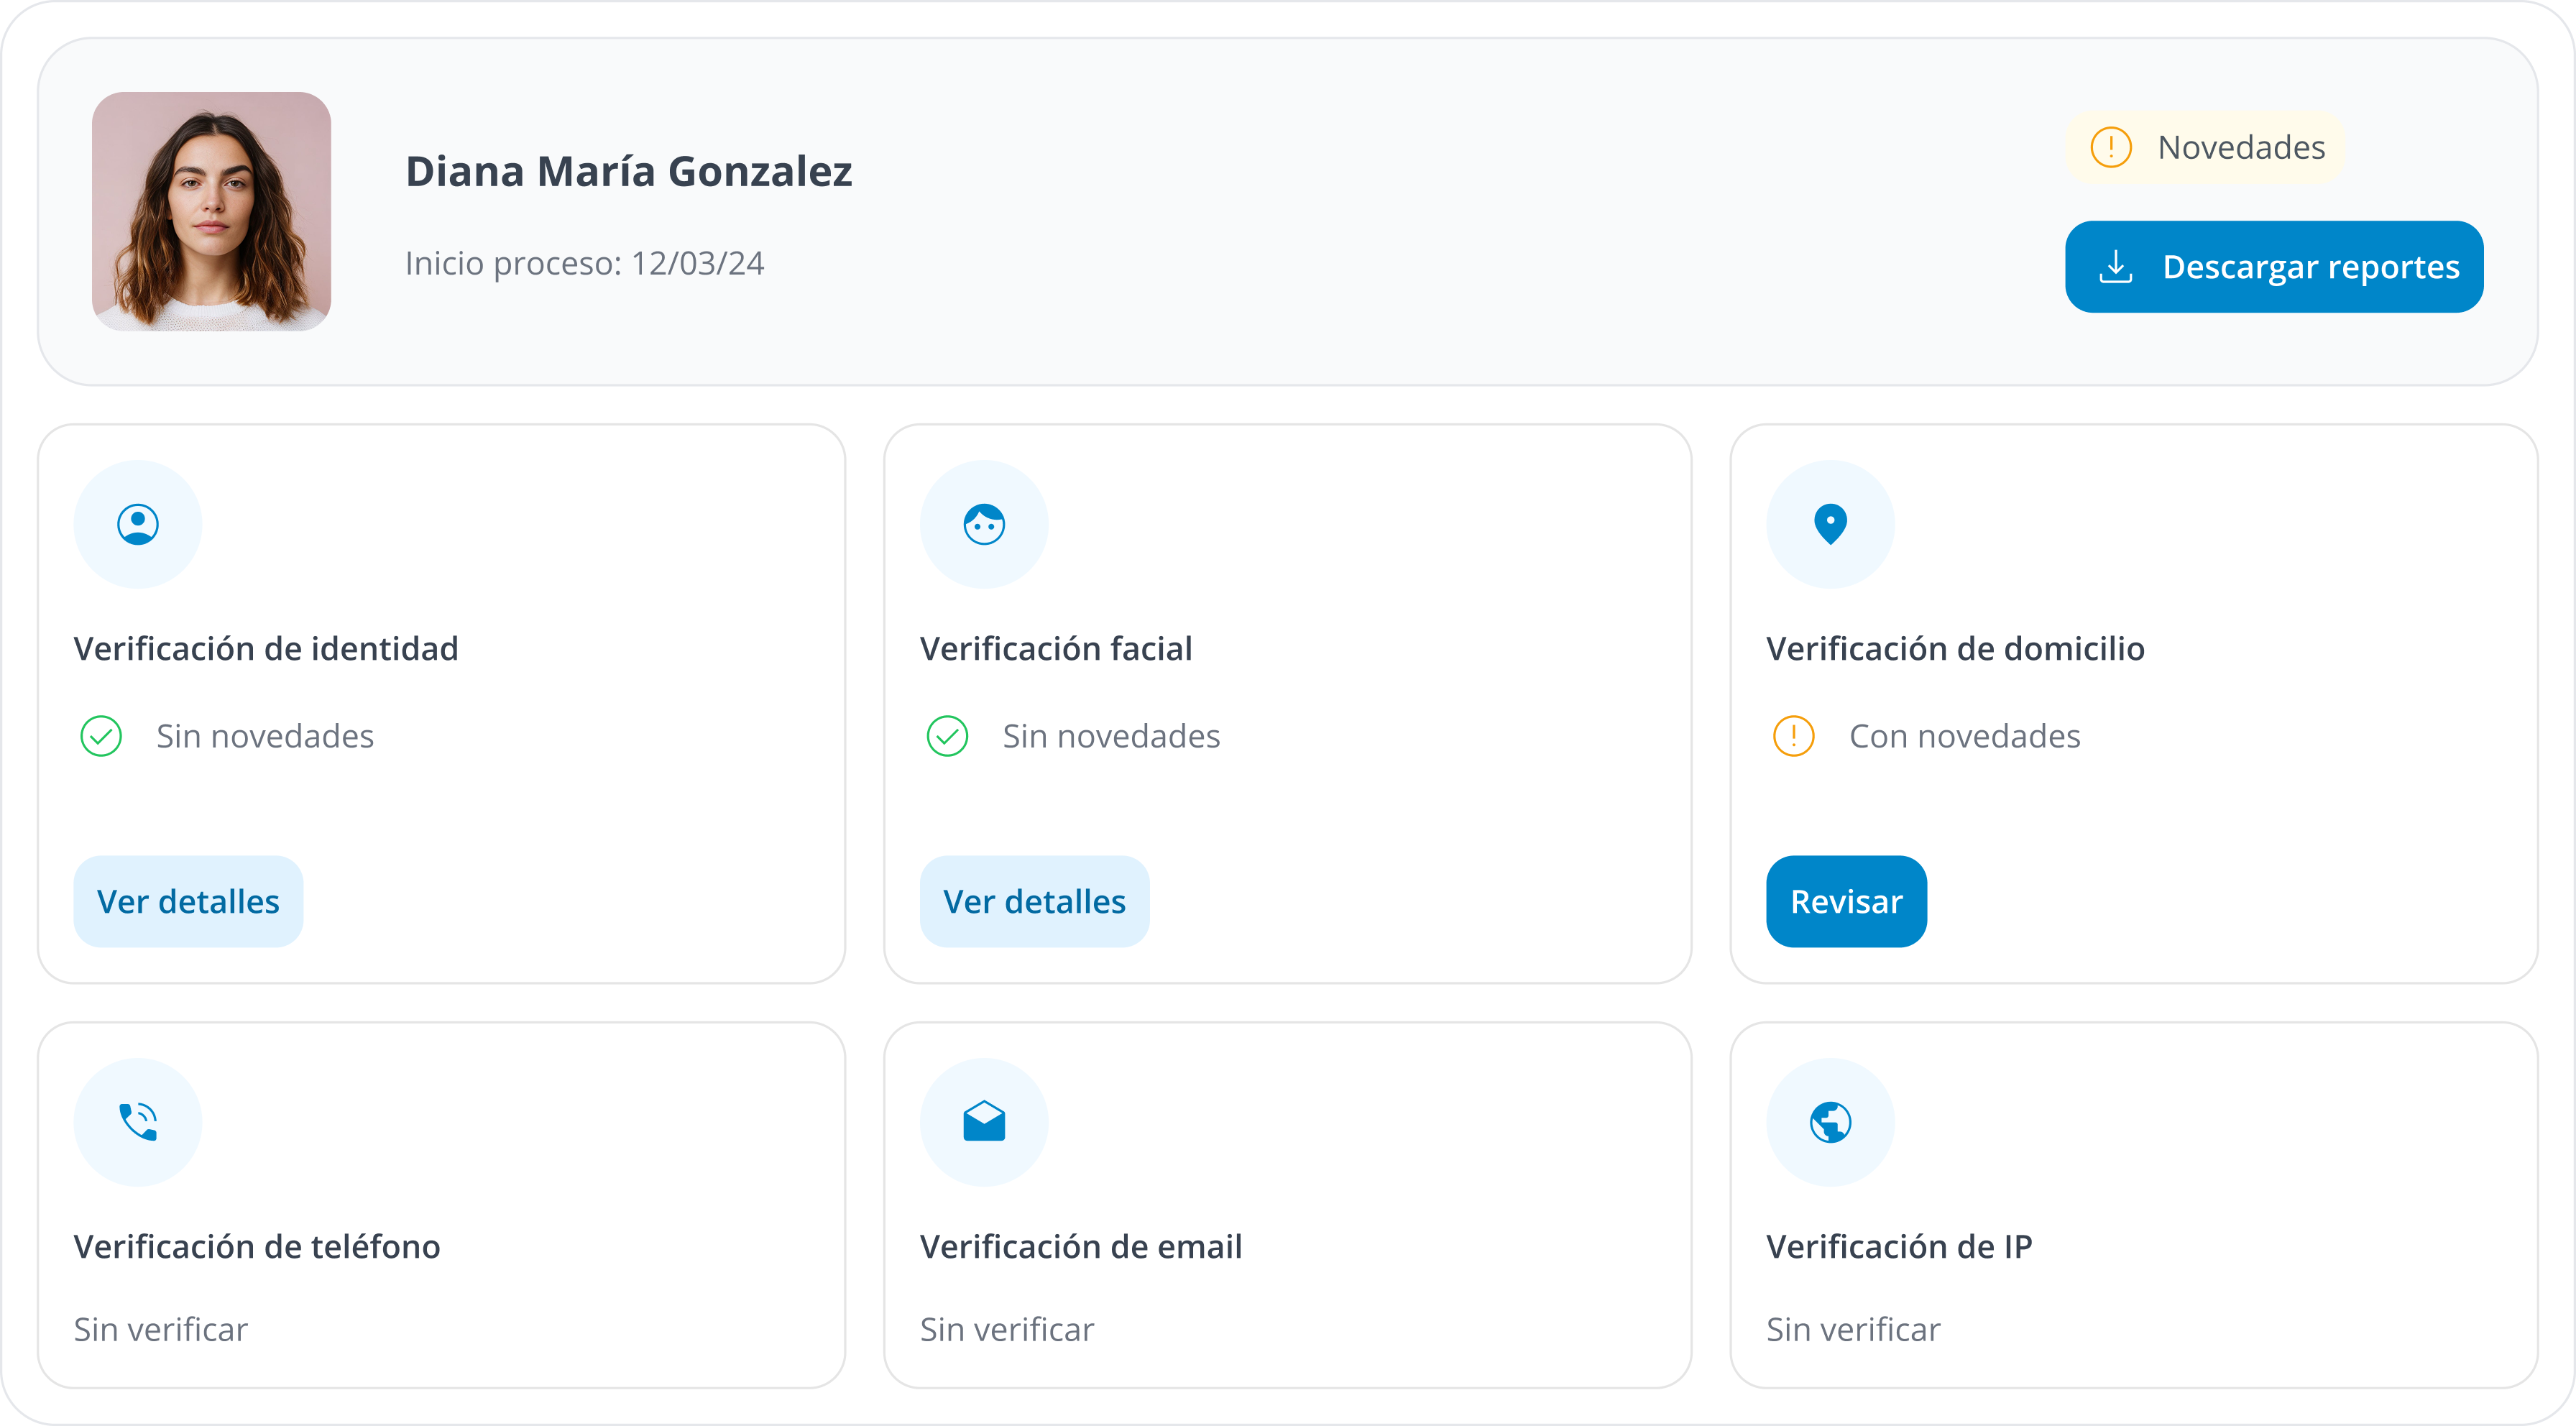 Diana María Gonzalez
Inicio proceso: 12/03/24
Novedades
Descargar reportes
Verificación de identidad
Sin novedades
Ver detalles
Verificación facial
Sin novedades
Ver detalles
Verificación de domicilio
Con novedades
Revisar
Verificación de teléfono
Sin verificar
Verificación de email
Sin verificar
Verificación de IP
Sin verificar